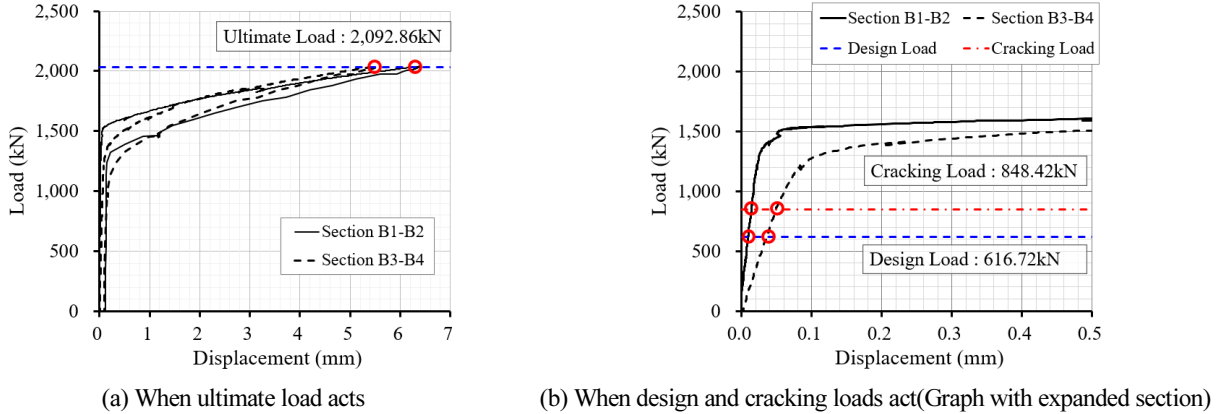 2,500
2,000
1,500
1,000
500
0
Load (kN)
Ultimate Load : 2,092.86kN
Section B1-B2
Section B3-B4
0 1 2 3 4 5 6 7
Displacement (mm)
(a) When ultimate load acts
2,500
2,000
1,500
1,000
500
0
Load (kN)
Section B1-B2 Section B3-B4
Design Load Cracking Load
Cracking Load : 848.42kN
Design Load : 616.72kN
0.0 0.1 0.2 0.3 0.4 0.5
Displacement (mm)
(b) When design and cracking loads act(Graph with expanded section)